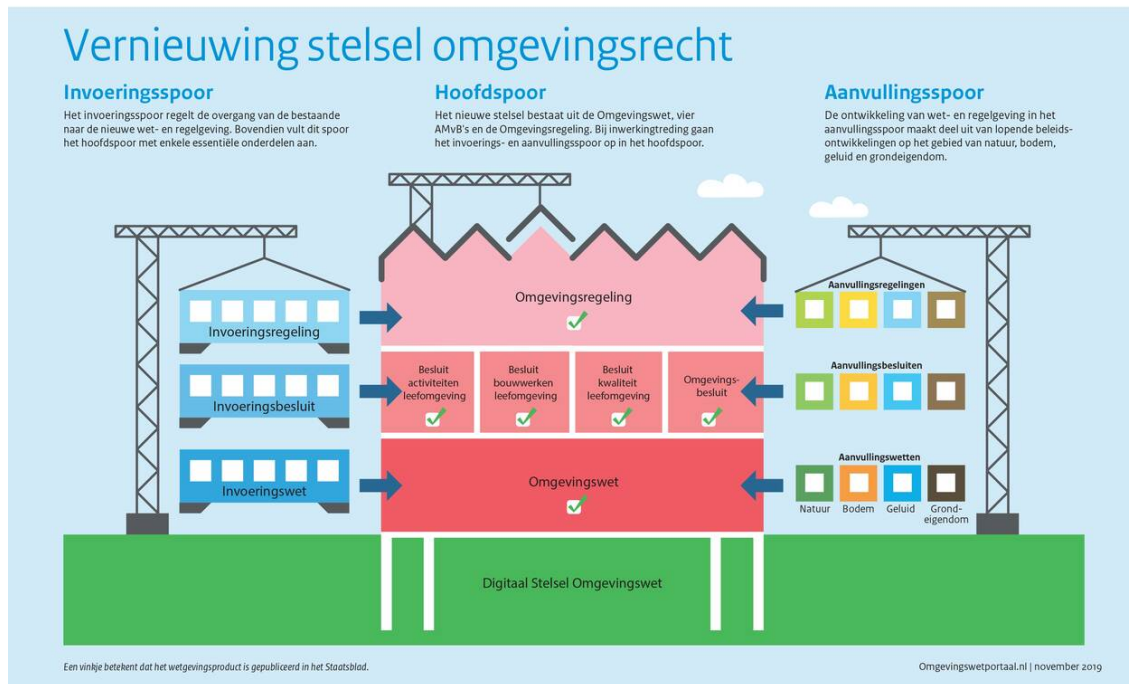 Vernieuwing stelsel omgevingsrecht
Invoeringsspoor
Het invoeringsspoor regelt de overgang van de bestaande
naar de nieuwe wet- en regelgeving. Bovendien vult dit spoor
het hoofdspoor met enkele essentiële onderdelen aan.
Hoofdspoor
Het nieuwe stelsel bestaat uit de Omgevingswet, vier
AMvB's en de Omgevingsregeling. Bij inwerkingtreding gaan
het invoerings- en aanvullingsspoor op in het hoofdspoor.
Aanvullingsspoor
De ontwikkeling van wet- en regelgeving in het
aanvullingsspoor maakt deel uit van lopende beleids-
ontwikkelingen op het gebied van natuur, bodem,
geluid en grondeigendom.
Invoeringsregeling
Invoeringsbesluit
Invoeringswet
Omgevingsregeling
Besluit
activiteiten
leefomgeving
Besluit
bouwwerken
leefomgeving
Besluit
kwaliteit
leefomgeving
Omgevings-
besluit
Omgevingswet
Digitaal Stelsel Omgevingswet
Aanvullingsregelingen
Aanvullingsbesluiten
Aanvullingswetten
Natuur
Bodem
Geluid
Grond-
eigendom
Een vinkje betekent dat het wetgevingsproduct is gepubliceerd in het Staatsblad.
Omgevingswetportaal.nl | november 2019